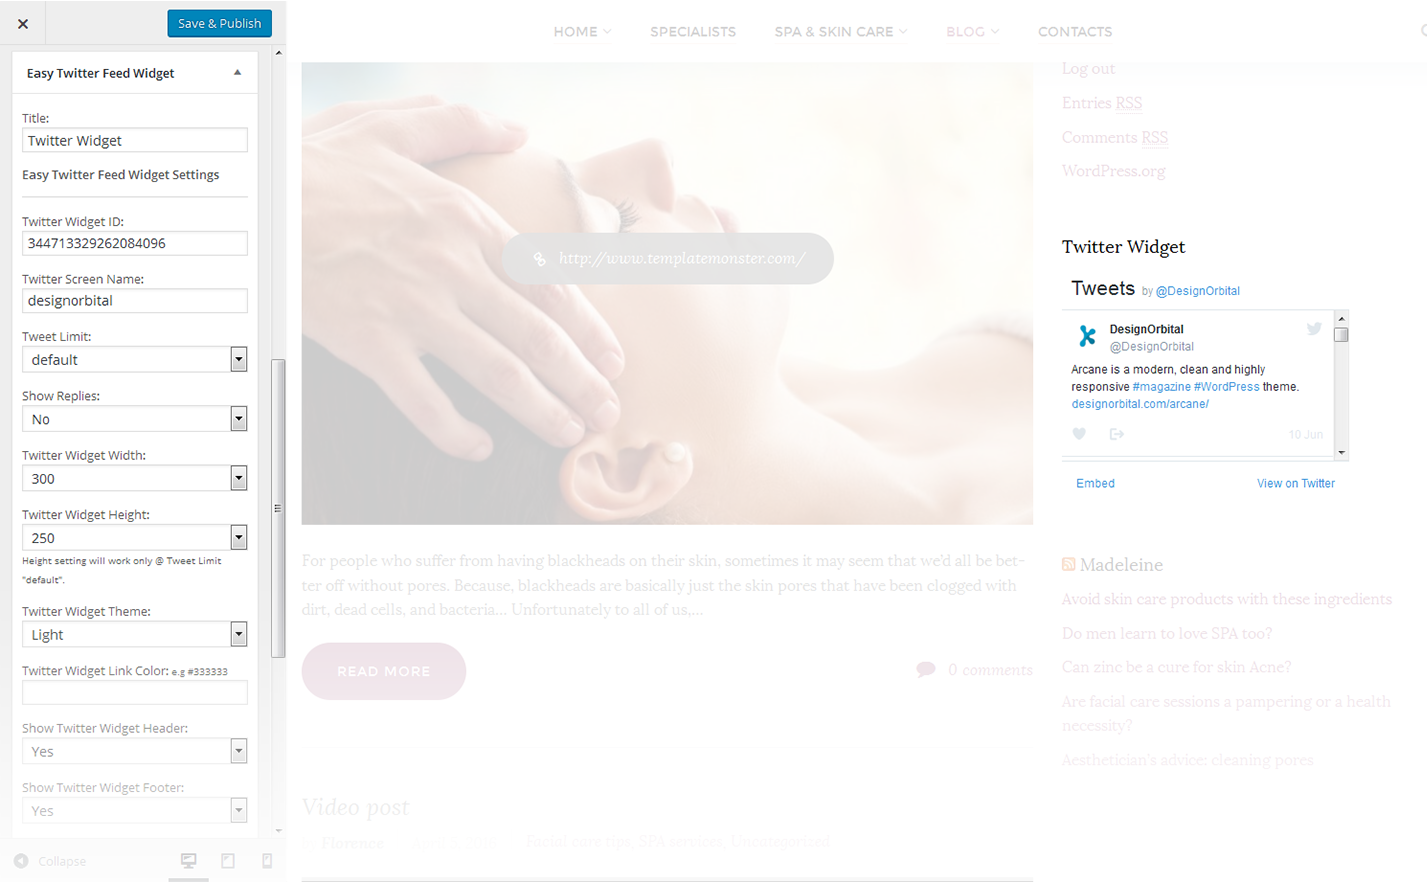 Save & Publish
Easy Twitter Feed Widget
Title:
Twitter Widget
Easy Twitter Feed Widget Settings
Twitter Widget ID:
344713329262084096
Twitter Screen Name:
designorbital
Tweet Limit:
default
Show Replies:
No
Twitter Widget Width:
300
Twitter Widget Height:
250
Height setting will work only @ Tweet Limit
"default".
Twitter Widget Theme:
Light
Twitter Widget Link Color: e.g #333333
Show Twitter Widget Header:
Yes
Show Twitter Widget Footer:
Yes
Collapse
HOME SPECIALISTS SPA & SKIN CARE BLOG CONTACTS
http://www.templatemonster.com/
For people who suffer from having blackheads on their skin, sometimes it may seem that we'd all be bet-
ter off without pores. Because, blackheads are basically just the skin pores that have been clogged with
dirt, dead cells, and bacteria... Unfortunately to all of us,...
READ MORE
0 comments
Video post
Florence
Facial care tips, SPA services, Uncategorized
Log out
Entries RSS
Comments RSS
WordPress.org
Twitter Widget
Tweets by @DesignOrbital
DesignOrbital
@DesignOrbital
Arcane is a modern, clean and highly
responsive #magazine #WordPress theme.
designorbital.com/arcane/
10 Jun
Embed View on Twitter
Madeleine
Avoid skin care products with these ingredients
Do men learn to love SPA too?
Can zinc be a cure for skin Acne?
Are facial care sessions a pampering or a health
necessity?
Aesthetician's advice: cleaning pores